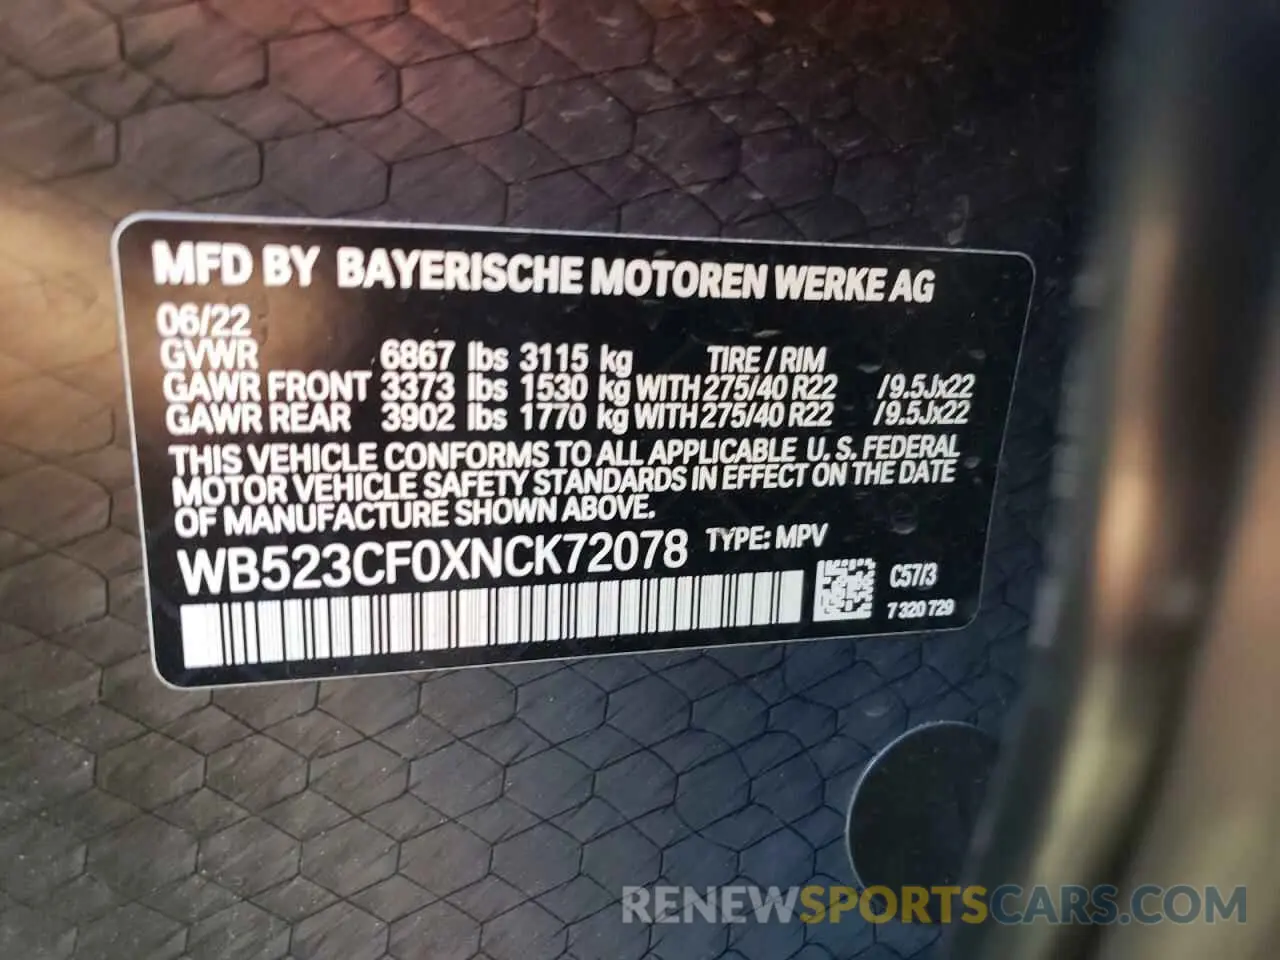 MFD BY BAYERISCHE MOTOREN WERKE AG
06/22
GVWR 6867 lbs 3115 kg TIRE / RIM
GAWR FRONT 3373 lbs 1530 kg WITH 275/40 R22 /9.5Jx22
GAWR REAR 3902 lbs 1770 kg WITH 275/40 R22 /9.5Jx22
THIS VEHICLE CONFORMS TO ALL APPLICABLE U. S. FEDERAL
MOTOR VEHICLE SAFETY STANDARDS IN EFFECT ON THE DATE
OF MANUFACTURE SHOWN ABOVE.
WB523CF0XNCK72078 TYPE: MPV
C57/3
7 320 729
RENEWSPORTSCARS.COM